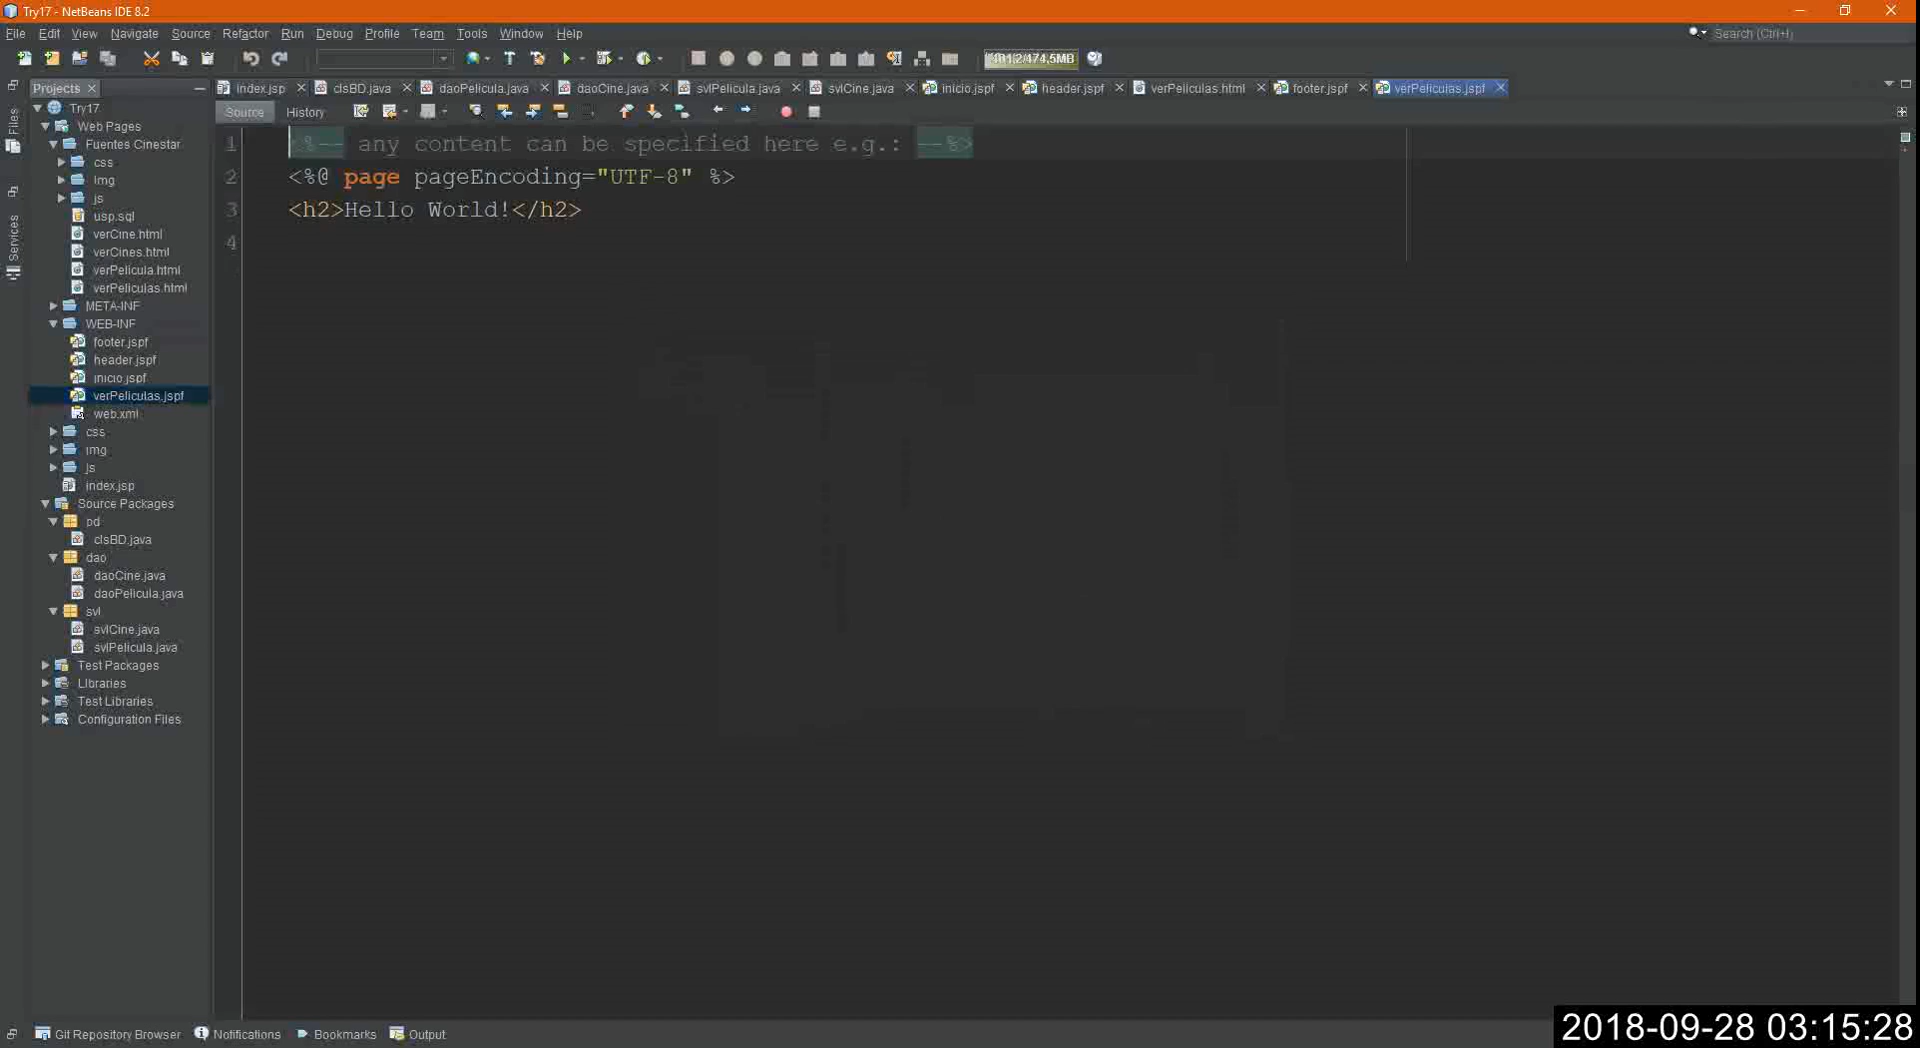 Try17 - NetBeans IDE 8.2
File Edit View Navigate Source Refactor Run Debug Profile Team Tools Window Help
Search (Ctrl+I)
401,2/474,5MB
Projects
index.jsp clsBD.java daoPelicula.java daoCine.java svlPelicula.java svlCine.java inicio.jspf header.jspf verPeliculas.html footer.jspf verPeliculas.jspf
Source History
Files
Services
Try17
Web Pages
Fuentes Cinestar
css
img
js
usp.sql
verCine.html
verCines.html
verPelicula.html
verPeliculas.html
META-INF
WEB-INF
footer.jspf
header.jspf
inicio.jspf
verPeliculas.jspf
web.xml
css
img
js
index.jsp
Source Packages
pd
clsBD.java
dao
daoCine.java
daoPelicula.java
svl
svlCine.java
svlPelicula.java
Test Packages
Libraries
Test Libraries
Configuration Files
1 <%-- any content can be specified here e.g.: --%>
2 <%@ page pageEncoding="UTF-8" %>
3 <h2>Hello World!</h2>
4
Git Repository Browser Notifications Bookmarks Output
2018-09-28 03:15:28